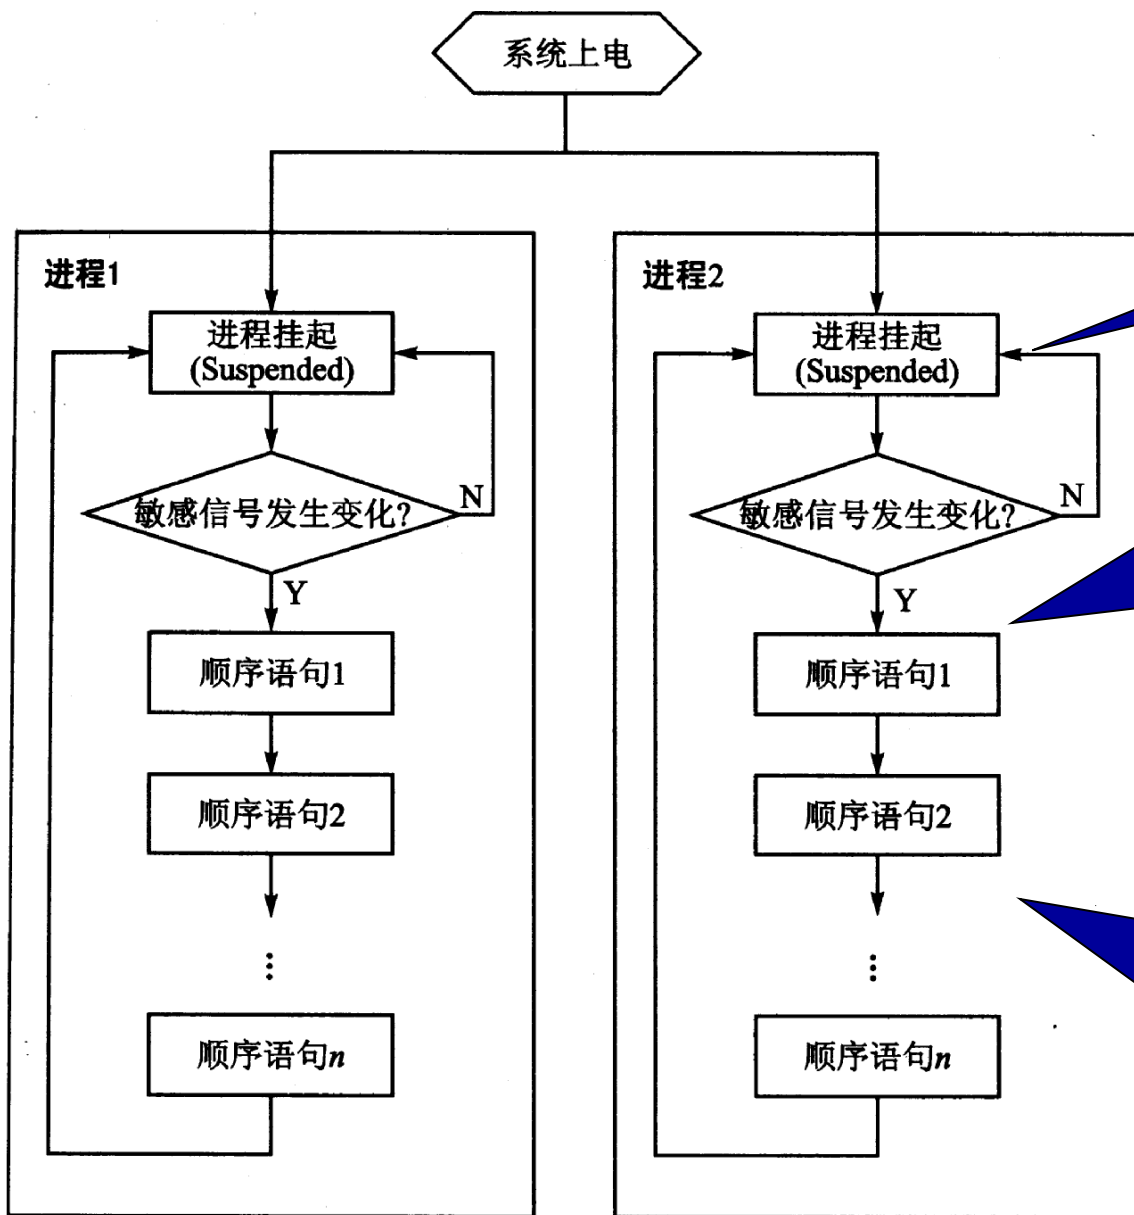 系统上电
进程1
进程挂起
(Suspended)
敏感信号发生变化?
N
Y
顺序语句1
顺序语句2
⋮
顺序语句n
进程2
进程挂起
(Suspended)
敏感信号发生变化?
N
Y
顺序语句1
顺序语句2
⋮
顺序语句n